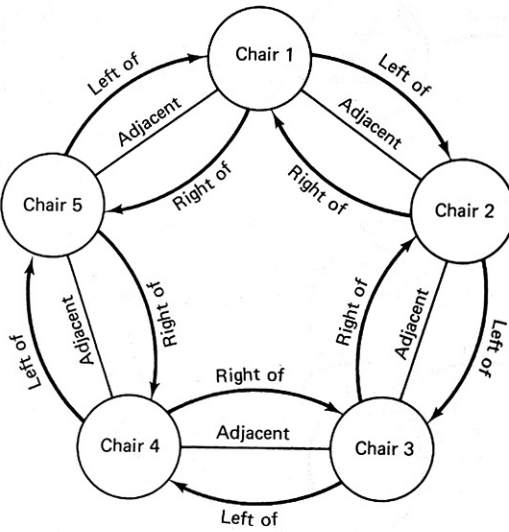 Chair 1
Left of
Left of
Adjacent
Adjacent
Right of
Right of
Chair 5
Chair 2
Right of
Right of
Adjacent
Adjacent
Left of
Left of
Right of
Chair 4
Adjacent
Chair 3
Left of